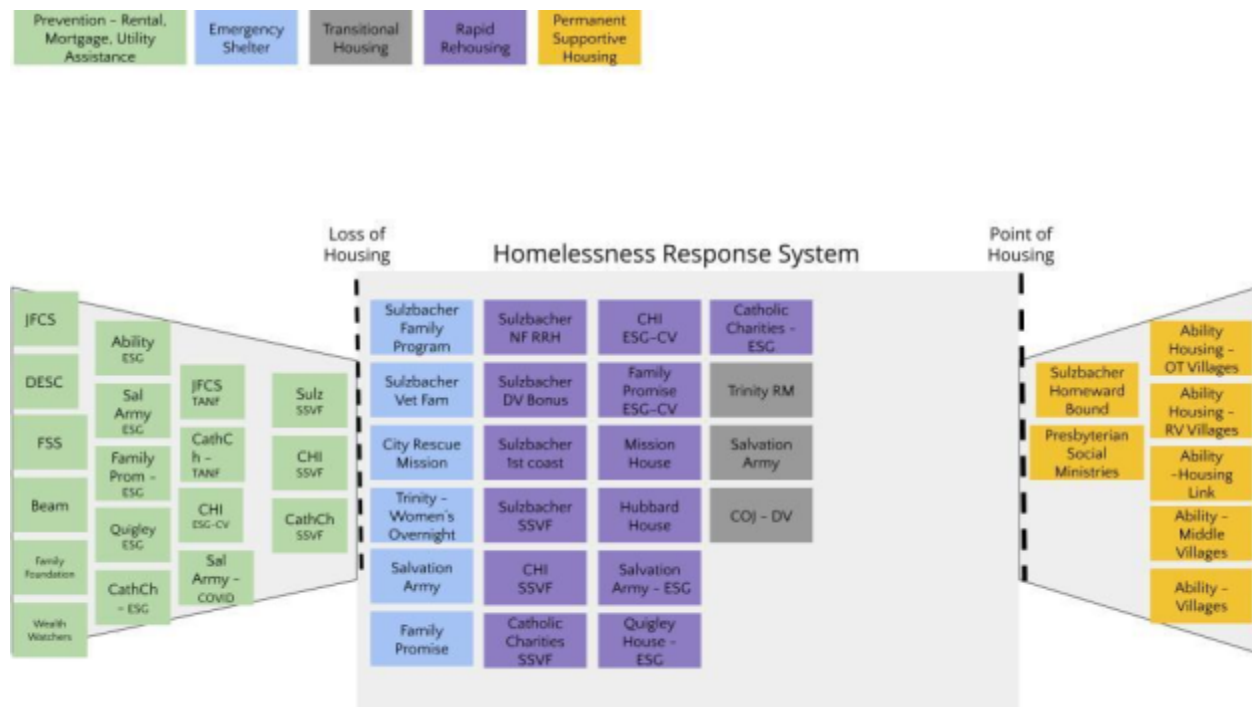 Prevention – Rental,
Mortgage, Utility
Assistance
Emergency
Shelter
Transitional
Housing
Rapid
Rehousing
Permanent
Supportive
Housing
Loss of
Housing
Homelessness Response System
Point of
Housing
JFCS
DESC
FSS
Beam
Family
Foundation
Wealth
Watchers
Ability
ESG
Sal
Army
ESG
Family
Prom –
ESG
Quigley
ESG
CathCh
– ESG
JFCS
TANF
CathC
h –
TANF
CHI
ESG-CV
Sal
Army –
COVID
Sulz
SSVF
CHI
SSVF
CathCh
SSVF
Sulzbacher
Family
Program
Sulzbacher
Vet Fam
City Rescue
Mission
Trinity –
Women's
Overnight
Salvation
Army
Family
Promise
Sulzbacher
NF RRH
Sulzbacher
DV Bonus
Sulzbacher
1st coast
Sulzbacher
SSVF
CHI
SSVF
Catholic
Charities
SSVF
CHI
ESG-CV
Family
Promise
ESG-CV
Mission
House
Hubbard
House
Salvation
Army – ESG
Quigley
House –
ESG
Catholic
Charities –
ESG
Trinity RM
Salvation
Army
COJ – DV
Sulzbacher
Homeward
Bound
Presbyterian
Social
Ministries
Ability
Housing –
OT Villages
Ability
Housing –
RV Villages
Ability
–Housing
Link
Ability –
Middle
Villages
Ability –
Villages